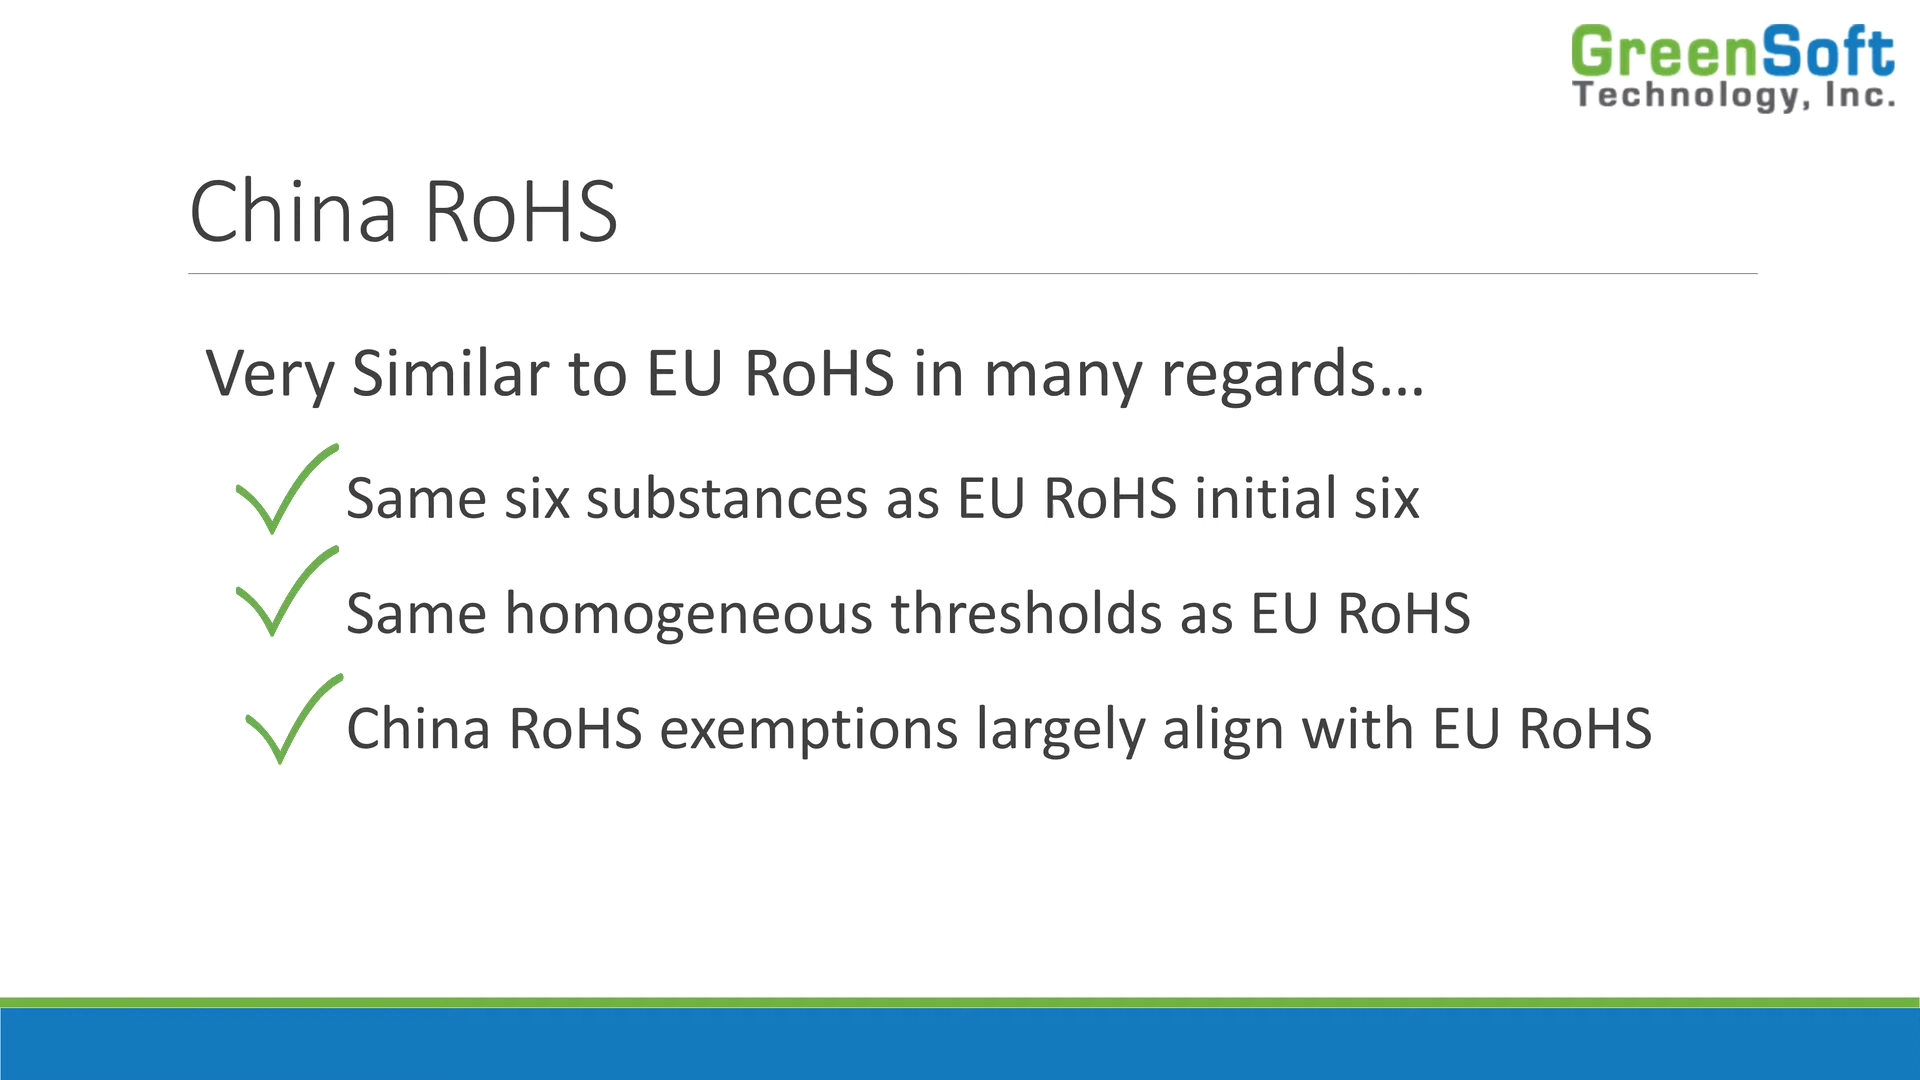 GreenSoft
Technology, Inc.
China RoHS
Very Similar to EU RoHS in many regards...
Same six substances as EU RoHS initial six
Same homogeneous thresholds as EU RoHS
China RoHS exemptions largely align with EU RoHS